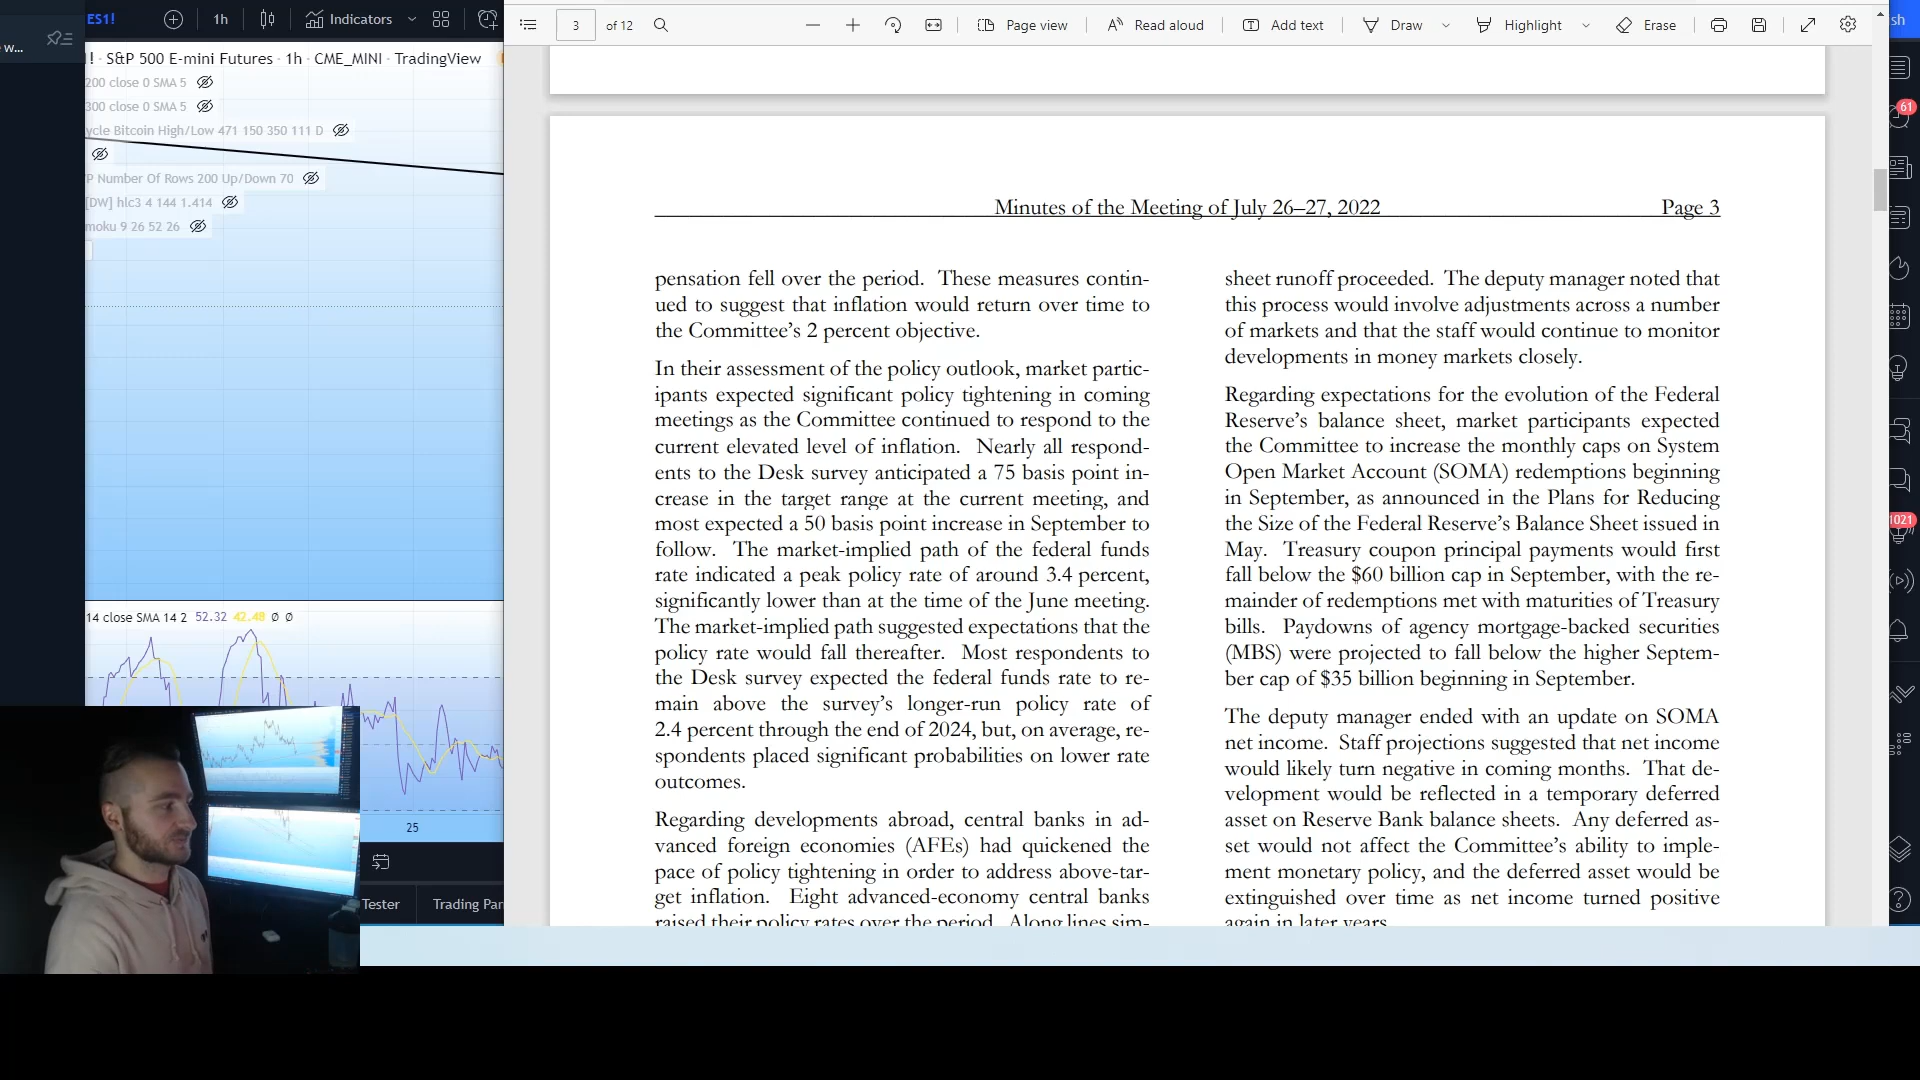 ES1!
1h
Indicators
w...
! · S&P 500 E-mini Futures · 1h · CME_MINI · TradingView
200 close 0 SMA 5
300 close 0 SMA 5
ycle Bitcoin High/Low 471 150 350 111 D
P Number Of Rows 200 Up/Down 70
[DW] hlc3 4 144 1.414
moku 9 26 52 26
14 close SMA 14 2 52.32 42.48 Ø Ø
25
Tester
Trading Pan
3 of 12
Page view
Read aloud
Add text
Draw
Highlight
Erase
sh
61
1021
Minutes of the Meeting of July 26–27, 2022 Page 3
pensation fell over the period. These measures contin-
ued to suggest that inflation would return over time to
the Committee’s 2 percent objective.
In their assessment of the policy outlook, market partic-
ipants expected significant policy tightening in coming
meetings as the Committee continued to respond to the
current elevated level of inflation. Nearly all respond-
ents to the Desk survey anticipated a 75 basis point in-
crease in the target range at the current meeting, and
most expected a 50 basis point increase in September to
follow. The market-implied path of the federal funds
rate indicated a peak policy rate of around 3.4 percent,
significantly lower than at the time of the June meeting.
The market-implied path suggested expectations that the
policy rate would fall thereafter. Most respondents to
the Desk survey expected the federal funds rate to re-
main above the survey’s longer-run policy rate of
2.4 percent through the end of 2024, but, on average, re-
spondents placed significant probabilities on lower rate
outcomes.
Regarding developments abroad, central banks in ad-
vanced foreign economies (AFEs) had quickened the
pace of policy tightening in order to address above-tar-
get inflation. Eight advanced-economy central banks
raised their policy rates over the period. Along lines sim-
sheet runoff proceeded. The deputy manager noted that
this process would involve adjustments across a number
of markets and that the staff would continue to monitor
developments in money markets closely.
Regarding expectations for the evolution of the Federal
Reserve’s balance sheet, market participants expected
the Committee to increase the monthly caps on System
Open Market Account (SOMA) redemptions beginning
in September, as announced in the Plans for Reducing
the Size of the Federal Reserve’s Balance Sheet issued in
May. Treasury coupon principal payments would first
fall below the $60 billion cap in September, with the re-
mainder of redemptions met with maturities of Treasury
bills. Paydowns of agency mortgage-backed securities
(MBS) were projected to fall below the higher Septem-
ber cap of $35 billion beginning in September.
The deputy manager ended with an update on SOMA
net income. Staff projections suggested that net income
would likely turn negative in coming months. That de-
velopment would be reflected in a temporary deferred
asset on Reserve Bank balance sheets. Any deferred as-
set would not affect the Committee’s ability to imple-
ment monetary policy, and the deferred asset would be
extinguished over time as net income turned positive
again in later years.